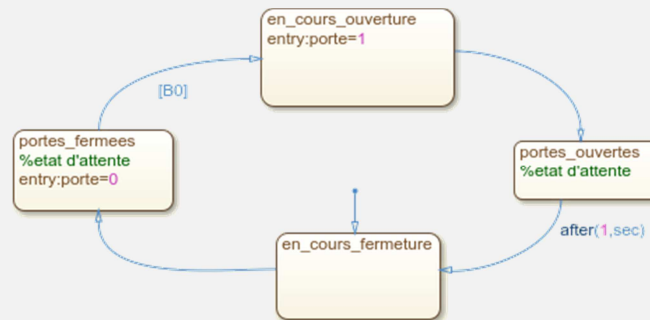 en_cours_ouverture
entry:porte=1
[B0]
portes_fermees
%etat d'attente
entry:porte=0
portes_ouvertes
%etat d'attente
after(1,sec)
en_cours_fermeture